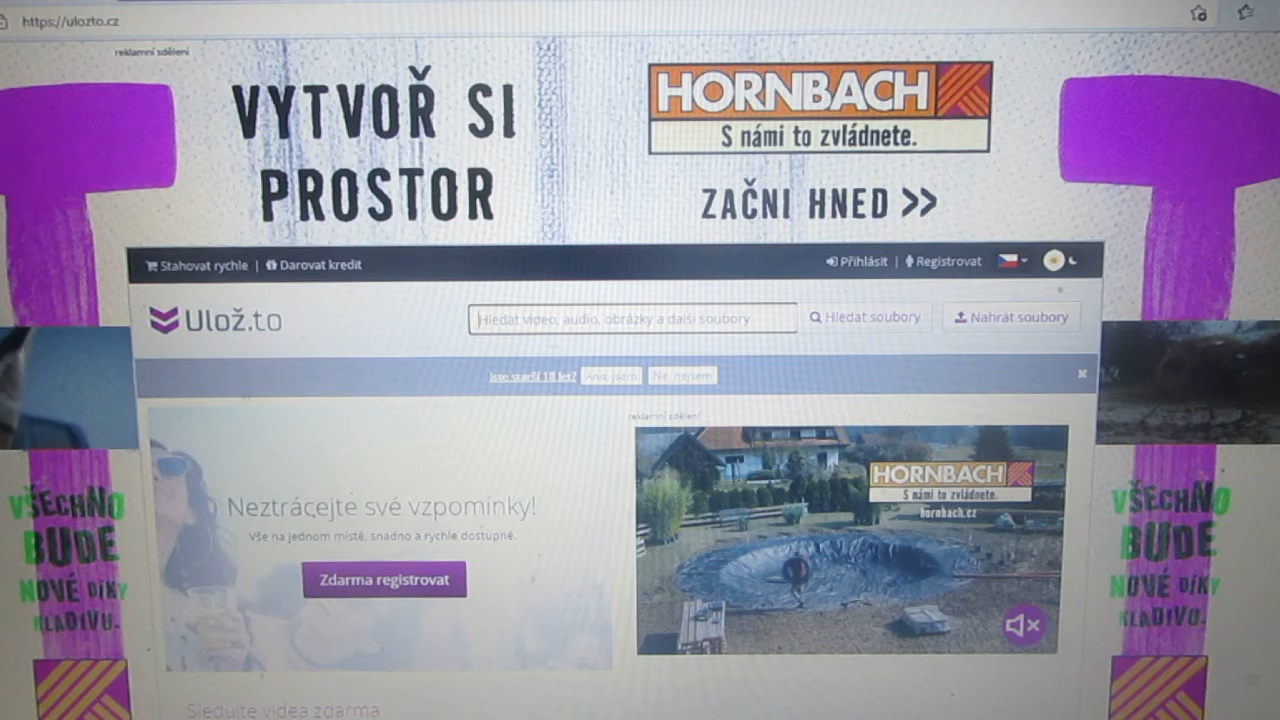 https://ulozto.cz
reklamní sdělení
VYTVOŘ SI
PROSTOR
HORNBACH
S námi to zvládnete.
ZAČNI HNED >>
Stahovat rychle | Darovat kredit
Přihlásit | Registrovat
Ulož.to
Hledat video, audio, obrázky a další soubory
Hledat soubory
Nahrát soubory
Jste starší 18 let? Ano, jsem Ne, nejsem
reklamní sdělení
Neztrácejte své vzpomínky!
Vše na jednom místě, snadno a rychle dostupné.
Zdarma registrovat
HORNBACH
S námi to zvládnete.
hornbach.cz
VŠECHNO
BUDE
NOVÉ DÍKY
KLADIVU.
VŠECHNO
BUDE
NOVÉ DÍKY
KLADIVU.
Sledujte videa zdarma